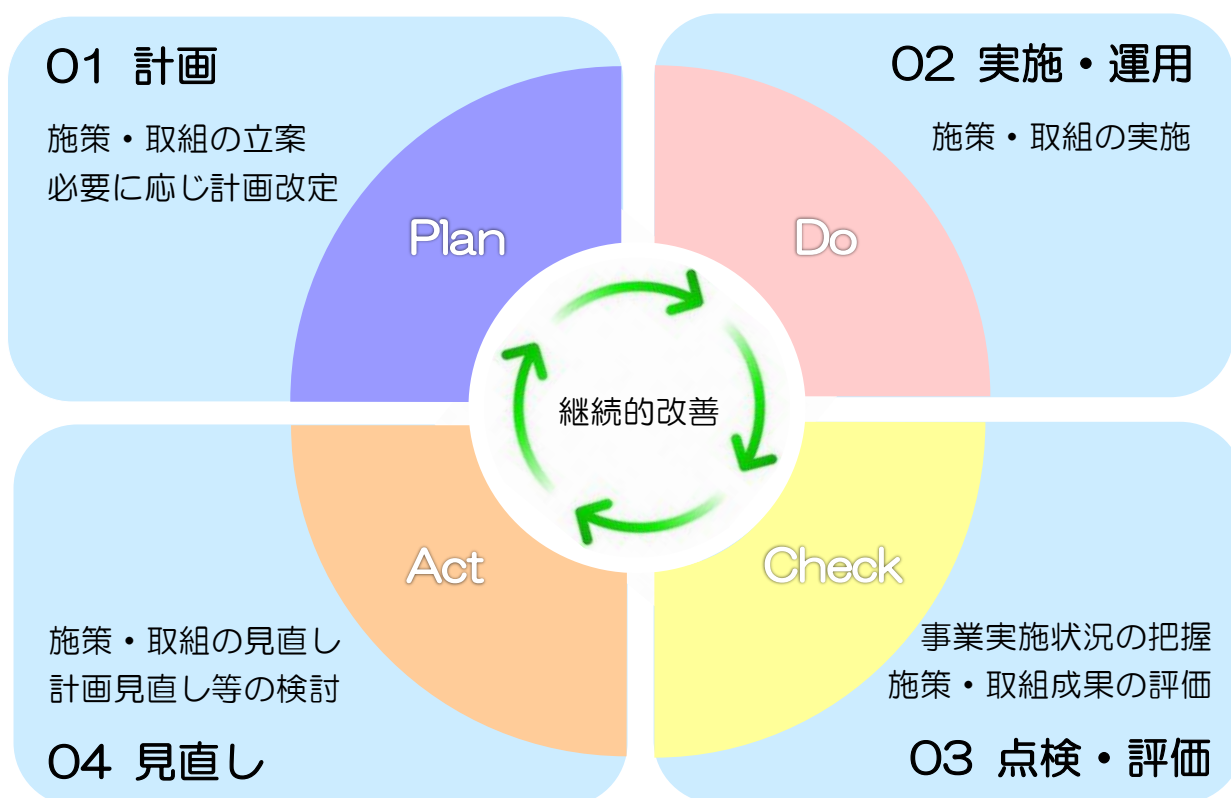 01 計画
施策・取組の立案
必要に応じ計画改定
Plan
02 実施・運用
施策・取組の実施
Do
継続的改善
Check
事業実施状況の把握
施策・取組成果の評価
03 点検・評価
Act
施策・取組の見直し
計画見直し等の検討
04 見直し